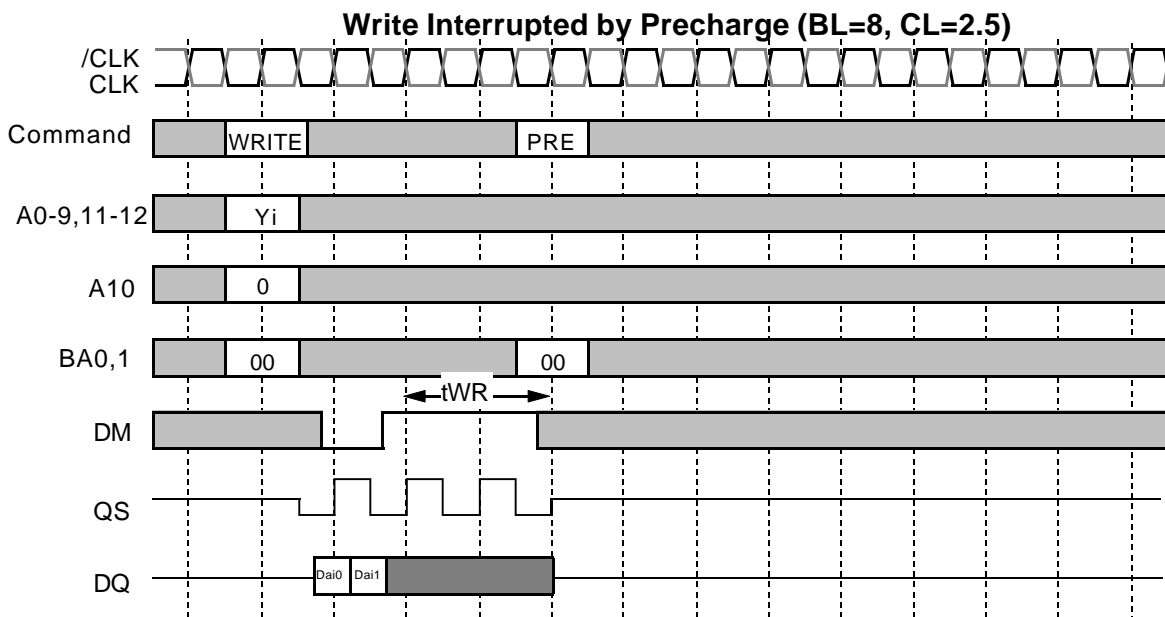 Write Interrupted by Precharge (BL=8, CL=2.5)
/CLK
CLK
Command WRITE PRE
A0-9,11-12 Yi
A10 0
BA0,1 00 00
tWR
DM
QS
DQ Dai0 Dai1